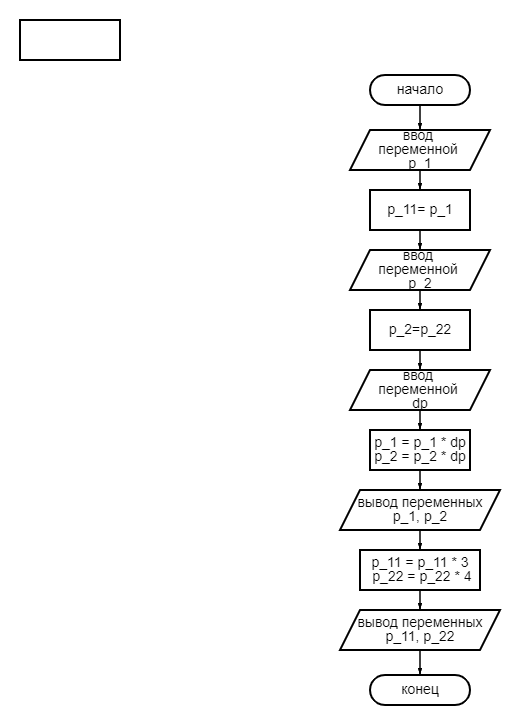 начало
ввод
переменной
p_1
p_11= p_1
ввод
переменной
p_2
p_2=p_22
ввод
переменной
dp
p_1 = p_1 * dp
p_2 = p_2 * dp
вывод переменных
p_1, p_2
p_11 = p_11 * 3
p_22 = p_22 * 4
вывод переменных
p_11, p_22
конец